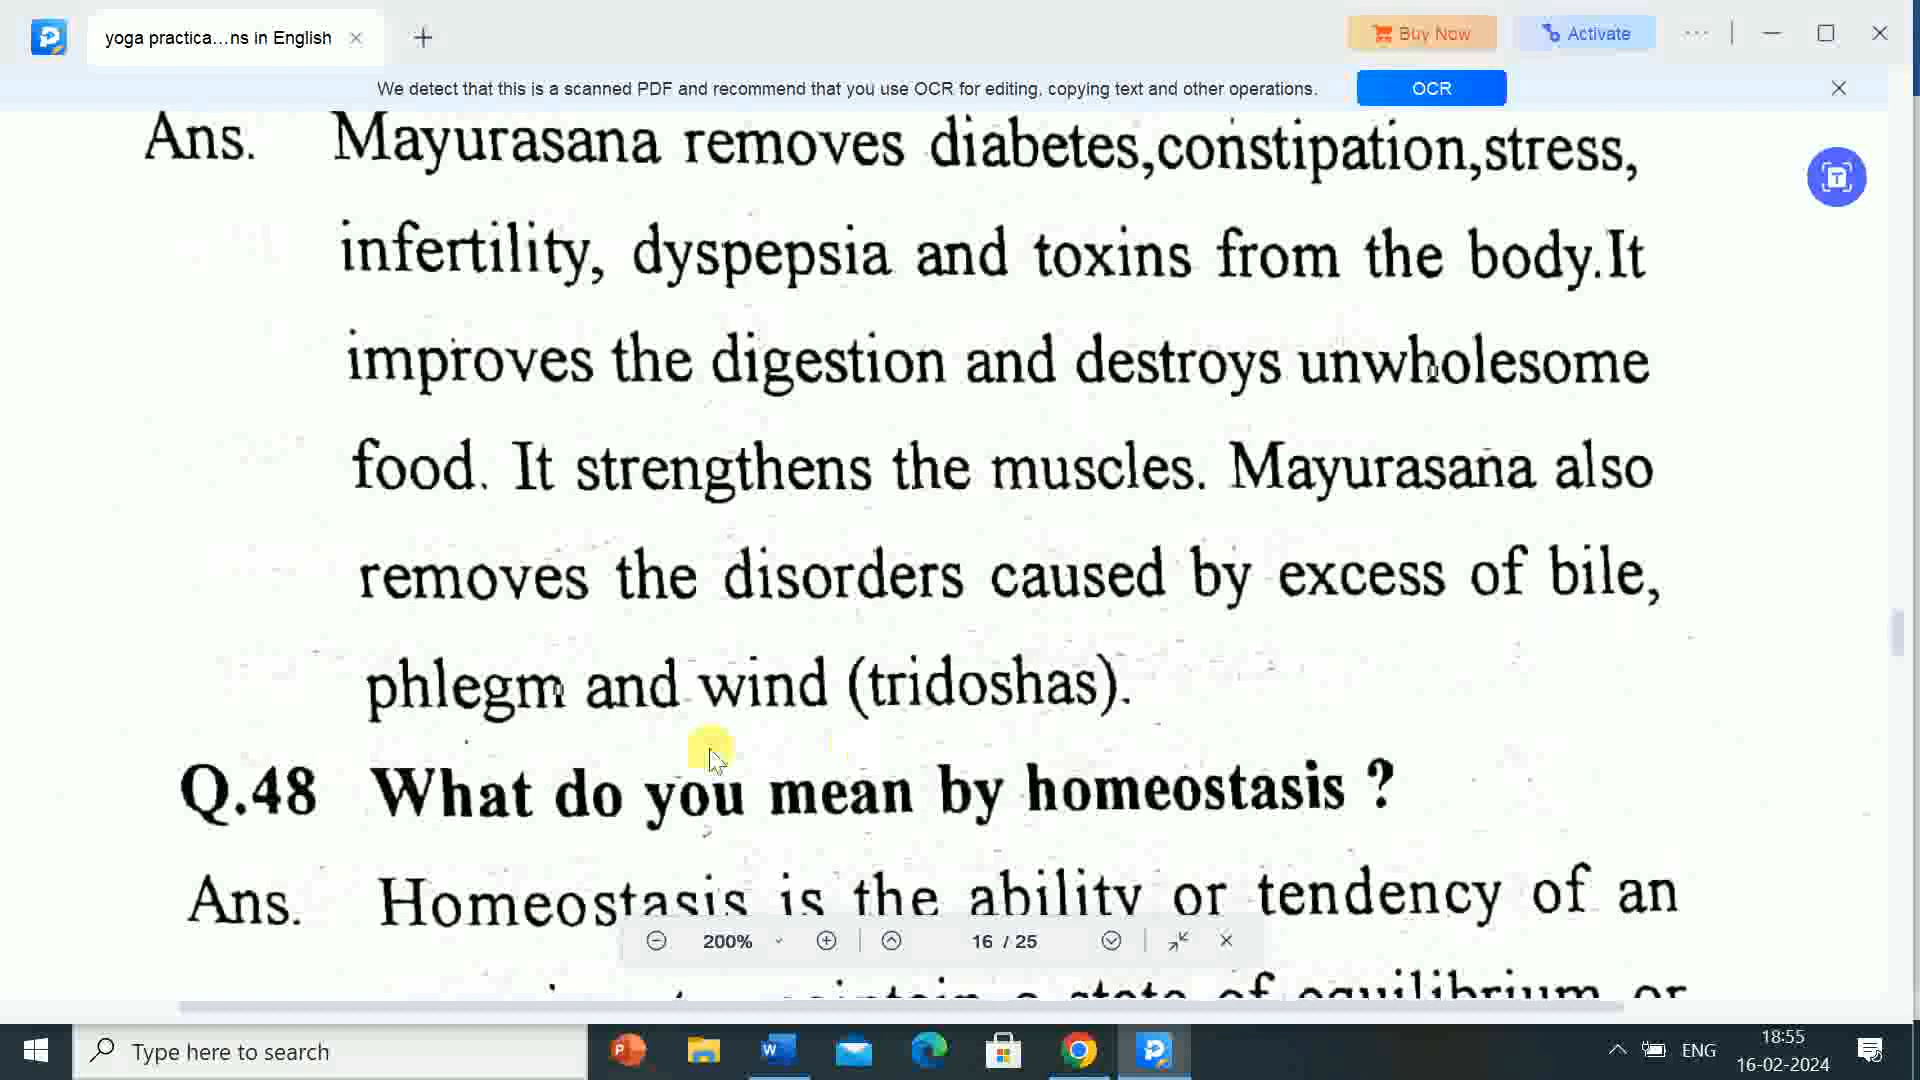 yoga practica...ns in English
Buy Now
Activate
We detect that this is a scanned PDF and recommend that you use OCR for editing, copying text and other operations.
OCR
Ans. Mayurasana removes diabetes,constipation,stress,
infertility, dyspepsia and toxins from the body.It
improves the digestion and destroys unwholesome
food. It strengthens the muscles. Mayurasana also
removes the disorders caused by excess of bile,
phlegm and wind (tridoshas).
Q.48 What do you mean by homeostasis ?
Ans. Homeostasis is the ability or tendency of an
a state of equilibrium or
200%
16 / 25
Type here to search
ENG
18:55
16-02-2024